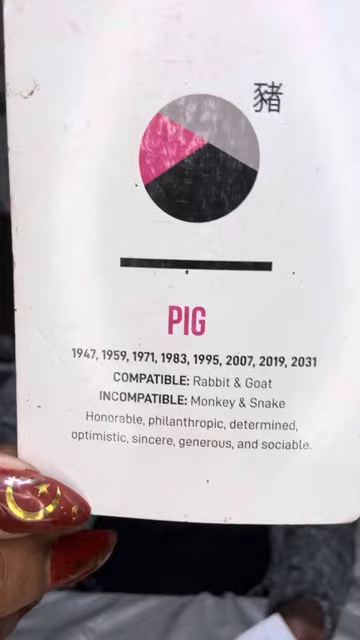 豬
PIG
1947, 1959, 1971, 1983, 1995, 2007, 2019, 2031
COMPATIBLE: Rabbit & Goat
INCOMPATIBLE: Monkey & Snake
Honorable, philanthropic, determined,
optimistic, sincere, generous, and sociable.